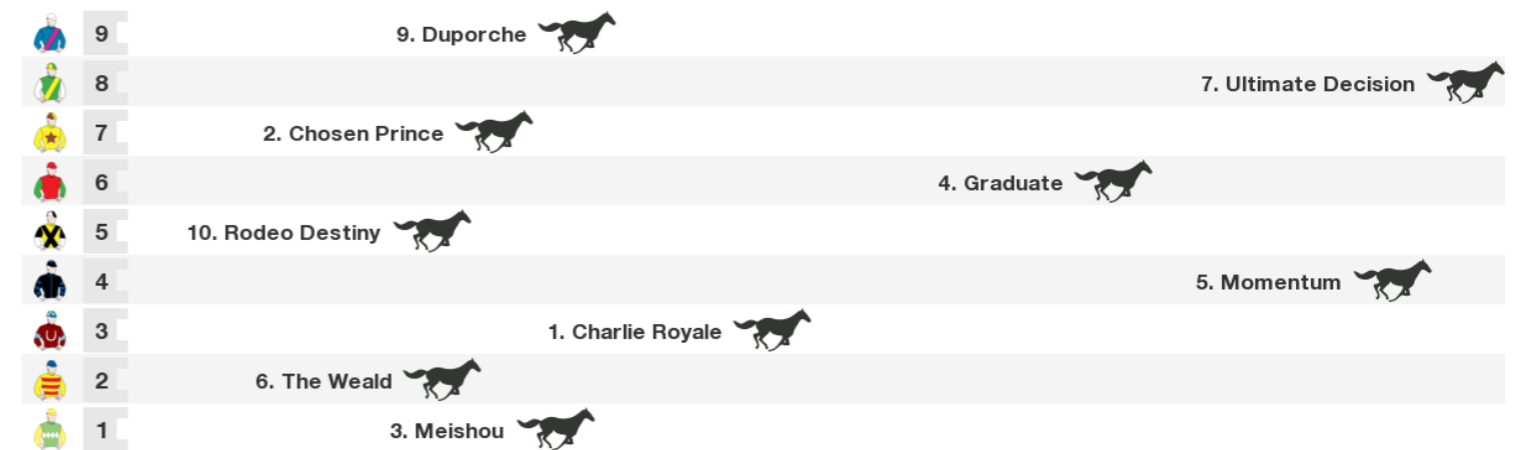 9 9. Duporche
8 7. Ultimate Decision
7 2. Chosen Prince
6 4. Graduate
5 10. Rodeo Destiny
4 5. Momentum
3 1. Charlie Royale
2 6. The Weald
1 3. Meishou